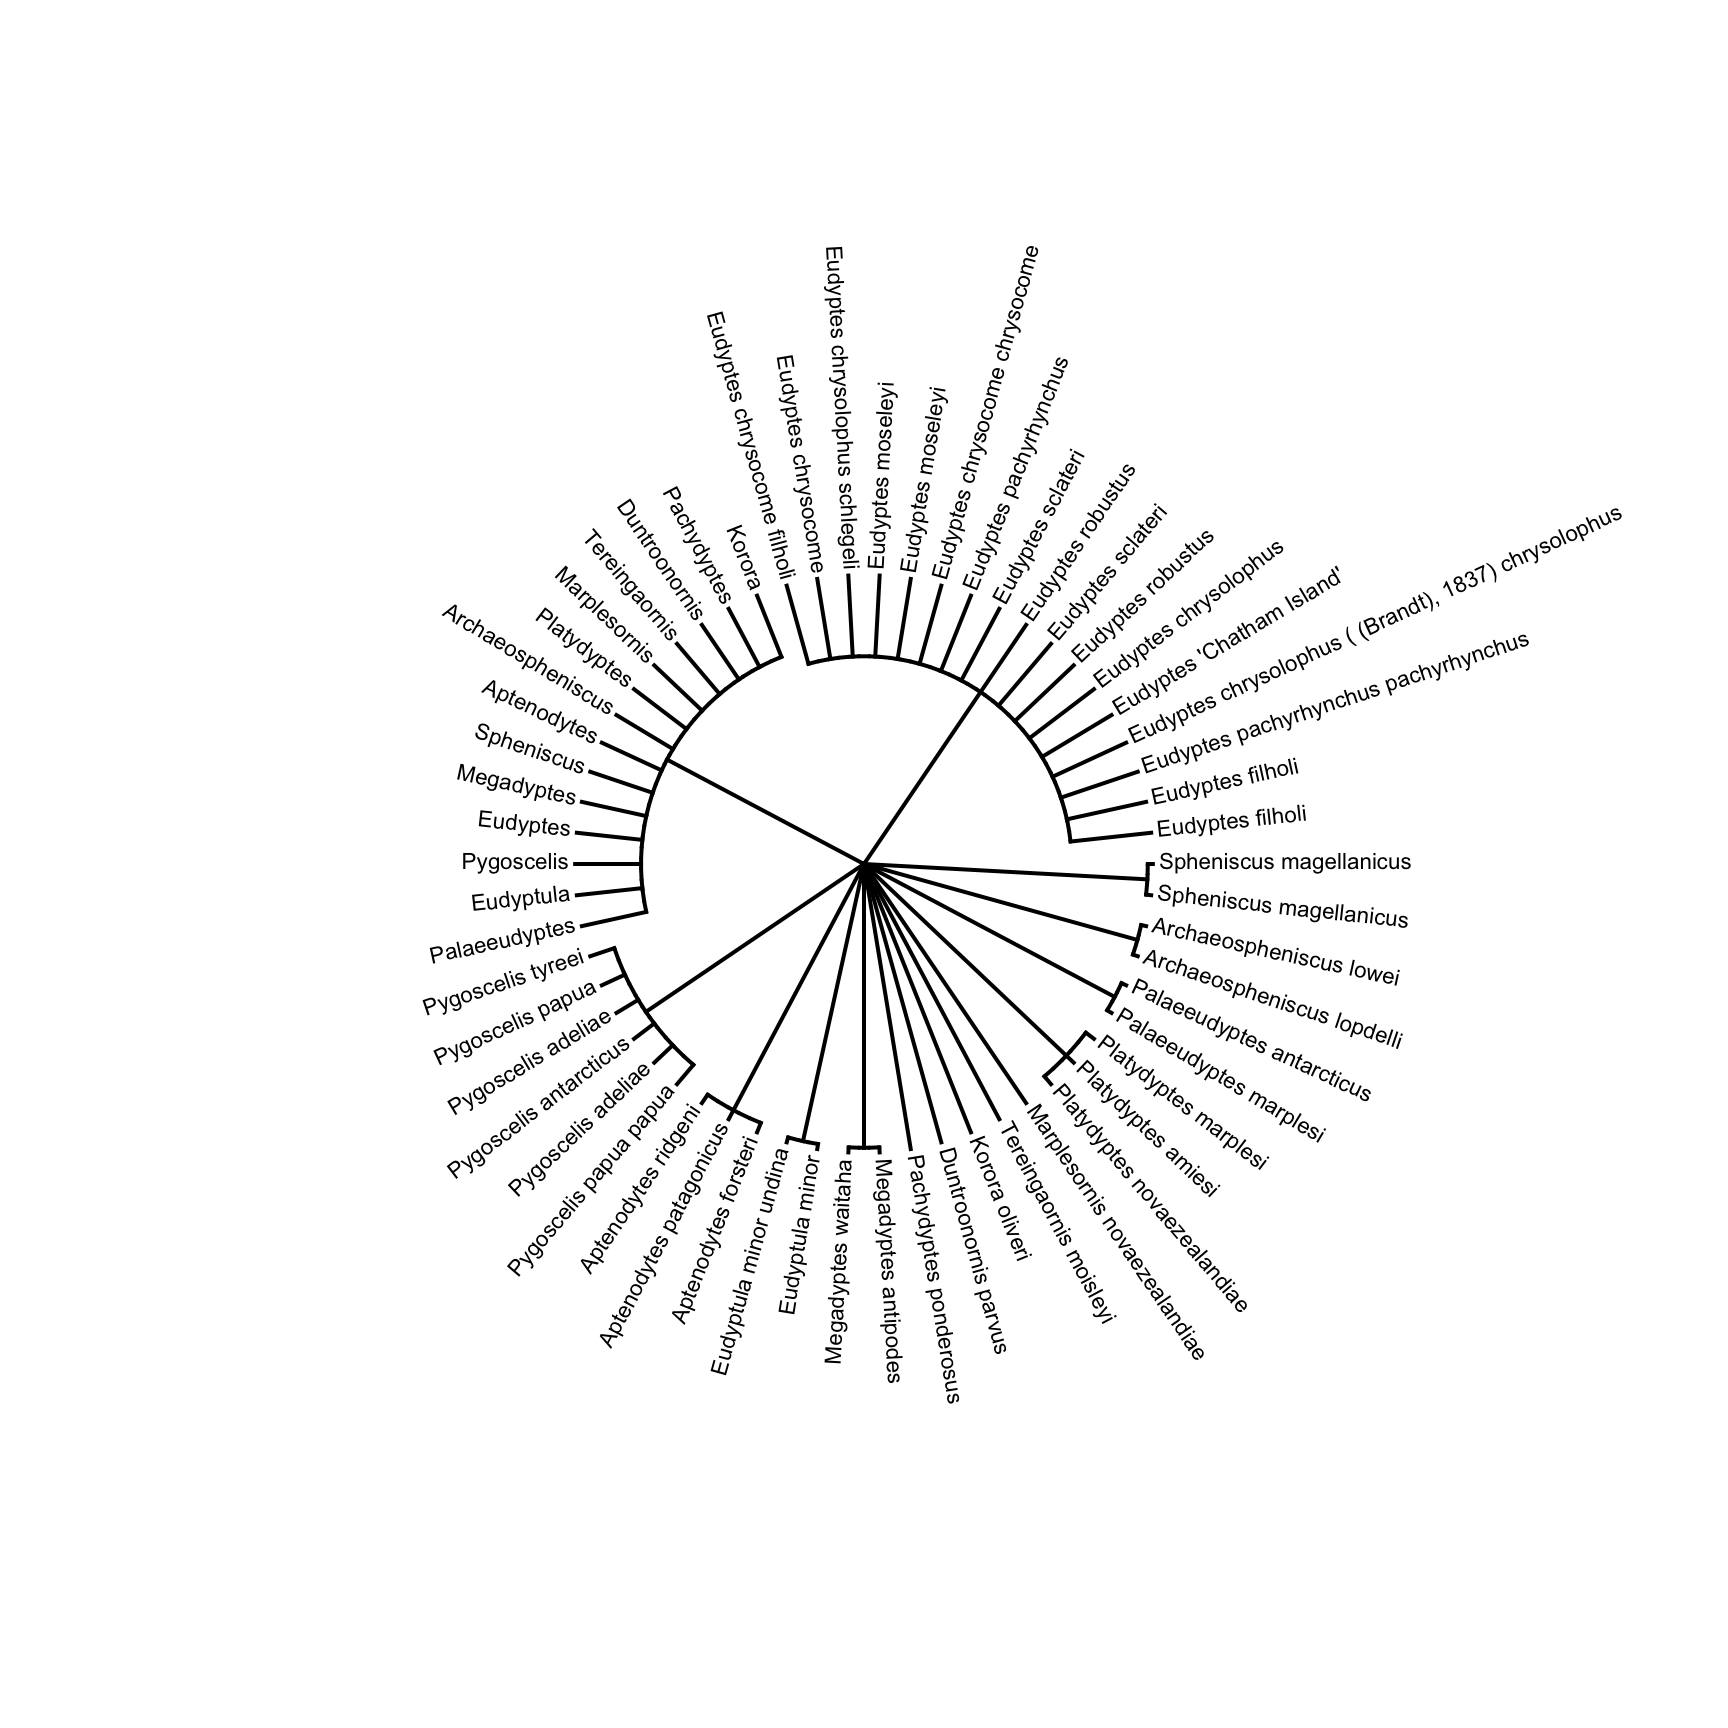 Eudyptes chrysocome filholi
Eudyptes chrysocome
Eudyptes chrysolophus schlegeli
Eudyptes moseleyi
Eudyptes moseleyi
Eudyptes chrysocome chrysocome
Eudyptes pachyrhynchus
Eudyptes sclateri
Eudyptes robustus
Eudyptes sclateri
Eudyptes robustus
Eudyptes chrysolophus
Eudyptes 'Chatham Island'
Eudyptes chrysolophus ( (Brandt), 1837) chrysolophus
Eudyptes pachyrhynchus pachyrhynchus
Eudyptes filholi
Eudyptes filholi
Spheniscus magellanicus
Spheniscus magellanicus
Archaeospheniscus lowei
Archaeospheniscus lopdelli
Palaeeudyptes antarcticus
Palaeeudyptes marplesi
Platydyptes marplesi
Platydyptes amiesi
Platydyptes novaezealandiae
Marplesornis novaezealandiae
Tereingaornis moisleyi
Korora oliveri
Duntroonornis parvus
Pachydyptes ponderosus
Megadyptes antipodes
Megadyptes waitaha
Eudyptula minor
Eudyptula minor undina
Aptenodytes forsteri
Aptenodytes patagonicus
Aptenodytes ridgeni
Pygoscelis papua papua
Pygoscelis adeliae
Pygoscelis antarcticus
Pygoscelis adeliae
Pygoscelis papua
Pygoscelis tyreei
Palaeeudyptes
Eudyptula
Pygoscelis
Eudyptes
Megadyptes
Spheniscus
Aptenodytes
Archaeospheniscus
Platydyptes
Marplesornis
Tereingaornis
Duntroonornis
Pachydyptes
Korora